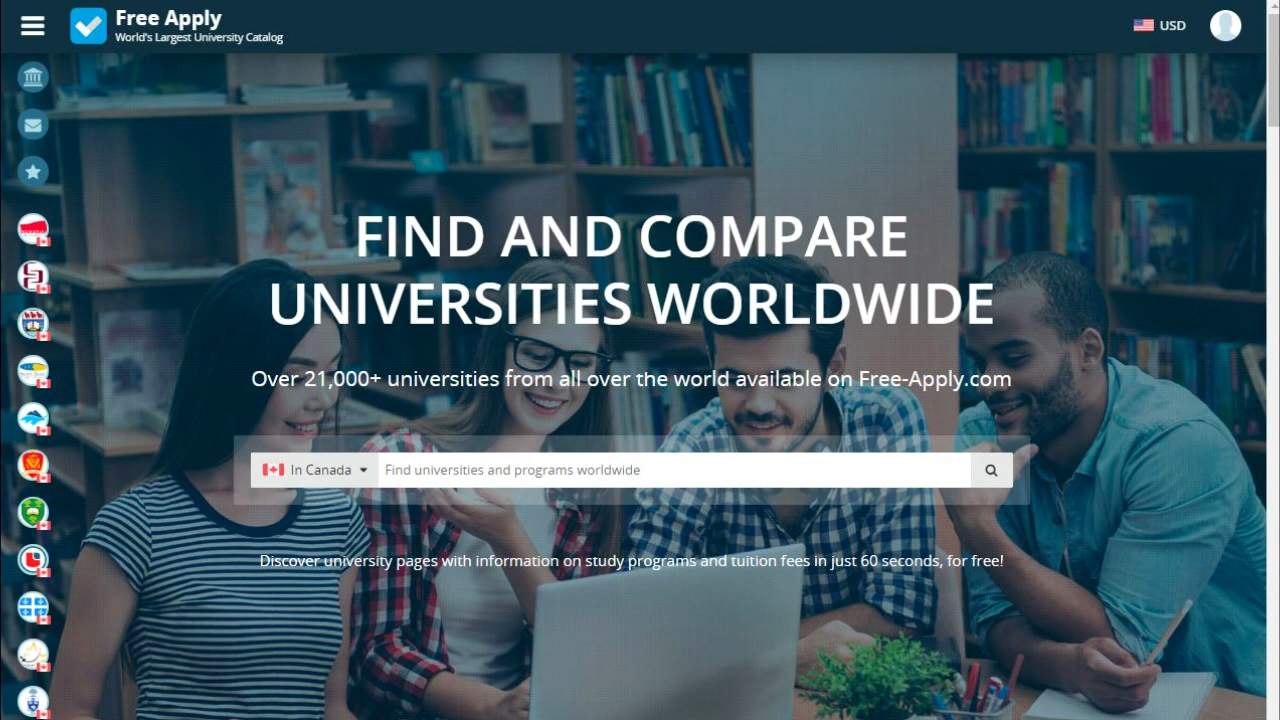 Free Apply
World's Largest University Catalog
USD
FIND AND COMPARE
UNIVERSITIES WORLDWIDE
Over 21,000+ universities from all over the world available on Free-Apply.com
In Canada
Find universities and programs worldwide
Discover university pages with information on study programs and tuition fees in just 60 seconds, for free!